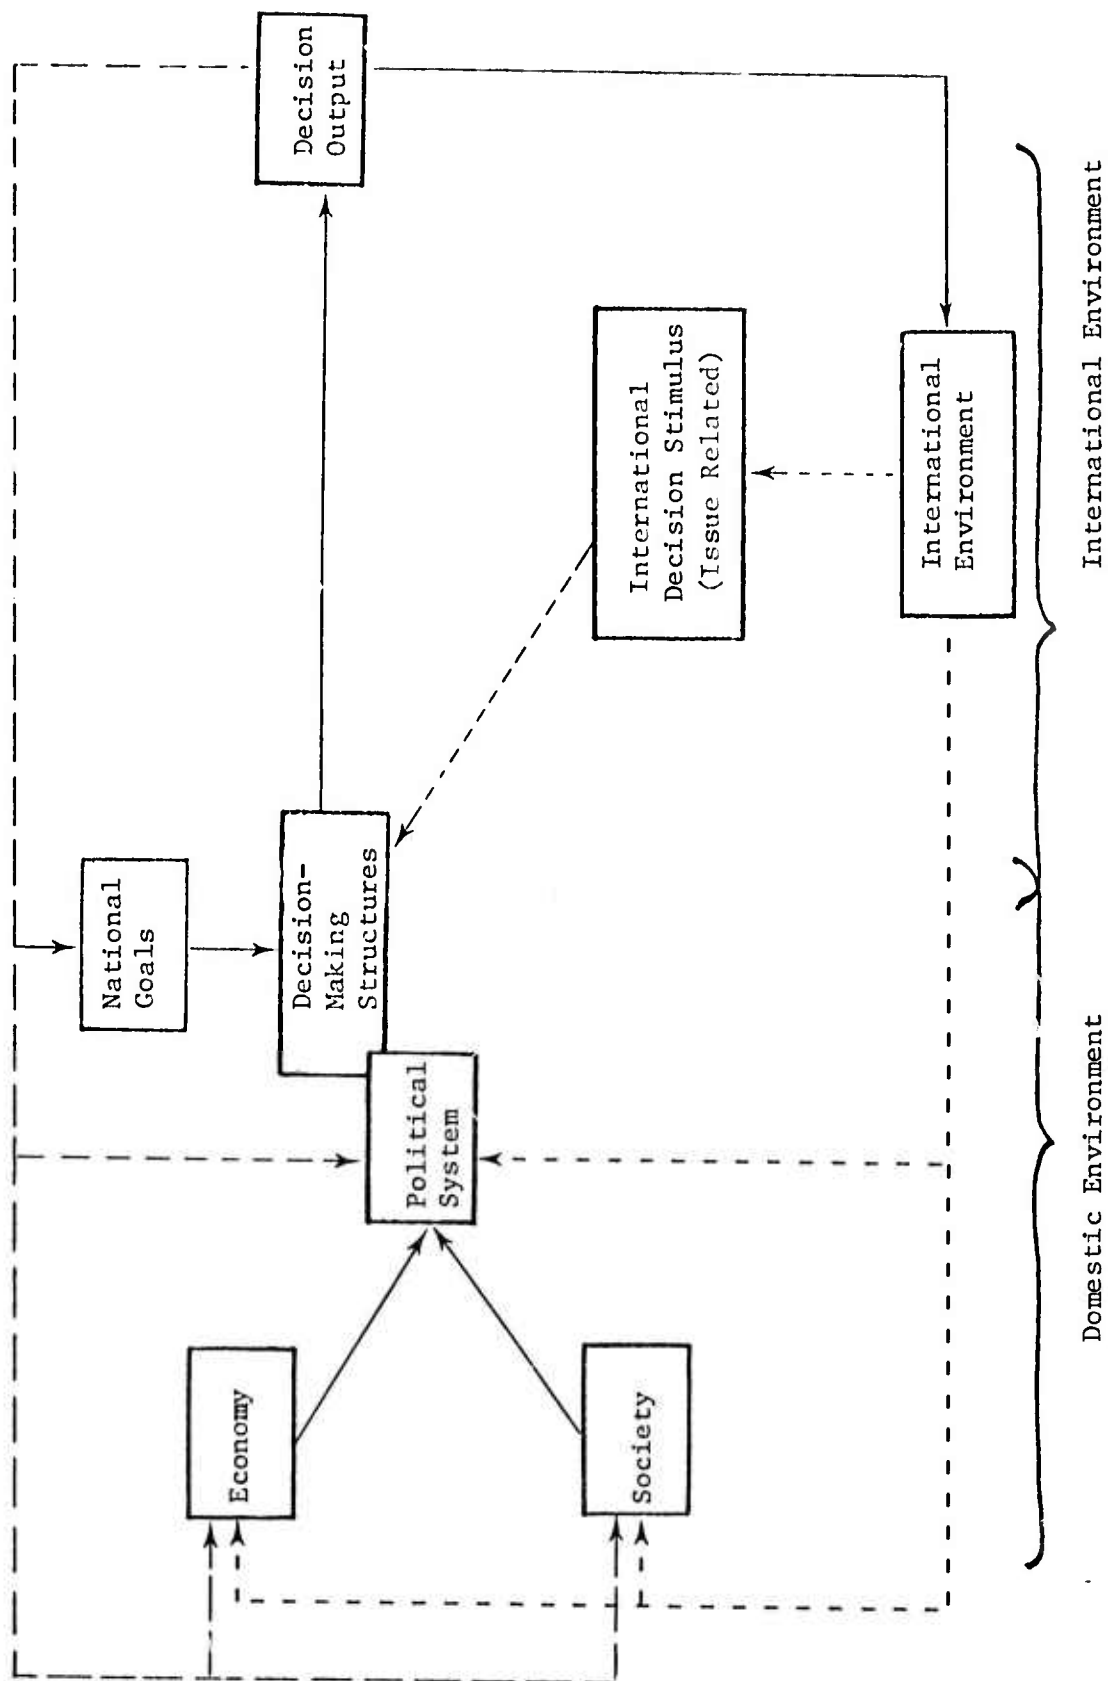 Economy
Society
Political
System
National
Goals
Decision-
Making
Structures
International
Decision Stimulus
(Issue Related)
International
Environment
Decision
Output
Domestic Environment
International Environment